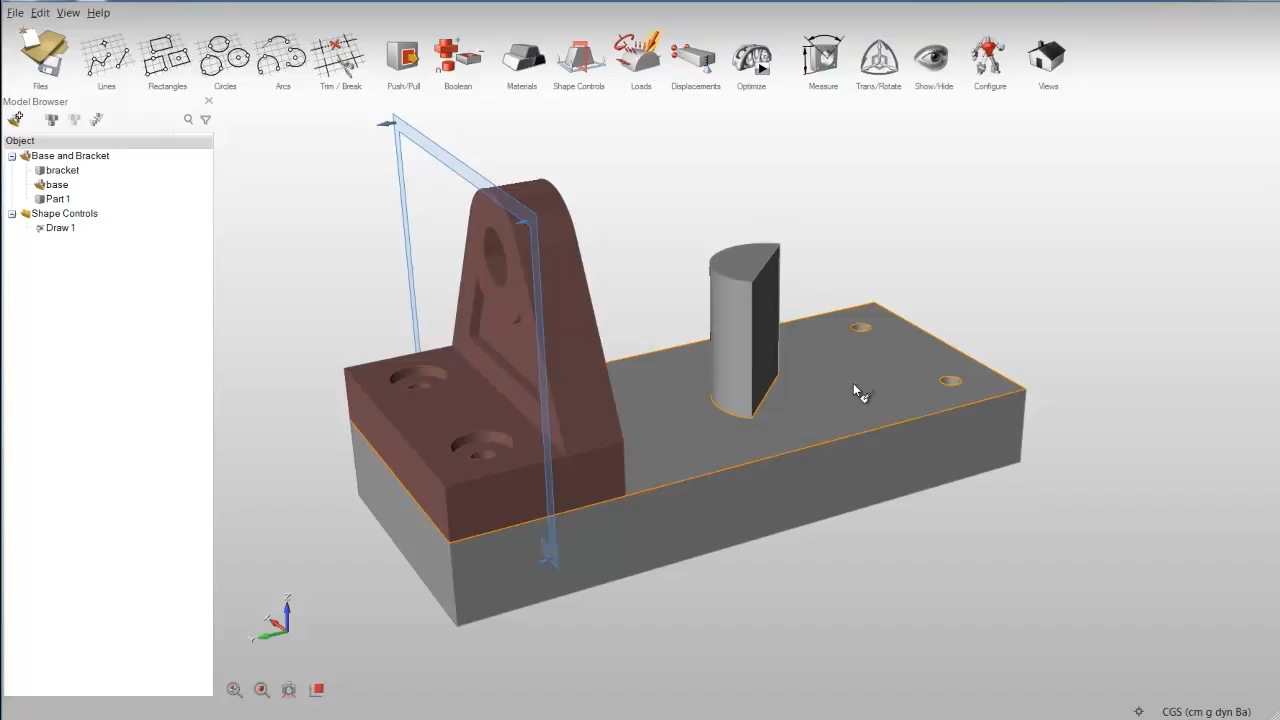 File Edit View Help
Files Lines Rectangles Circles Arcs Trim / Break Push/Pull Boolean Materials Shape Controls Loads Displacements Optimize Measure Trans/Rotate Show/Hide Configure Views
Model Browser
Object
Base and Bracket
bracket
base
Part 1
Shape Controls
Draw 1
Z
Y
CGS (cm g dyn Ba)